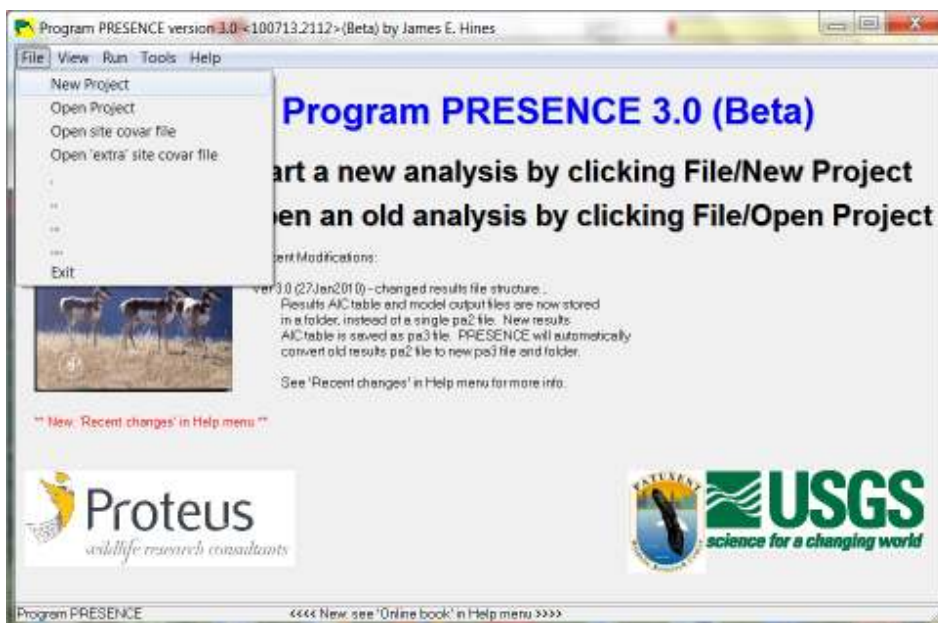 Program PRESENCE version 3.0 <100713.2112>(Beta) by James E. Hines
File View Run Tools Help
New Project
Open Project
Open site covar file
Open 'extra' site covar file
.
..
...
....
Exit
Program PRESENCE 3.0 (Beta)
art a new analysis by clicking File/New Project
en an old analysis by clicking File/Open Project
ent Modifications:
Ver 3.0 (27Jan2010) - changed results file structure...
Results AIC table and model output files are now stored
in a folder, instead of a single pa2 file. New results
AIC table is saved as pa3 file. PRESENCE will automatically
convert old results pa2 file to new pa3 file and folder.
See 'Recent changes' in Help menu for more info.
** New: 'Recent changes' in Help menu **
Proteus
wildlife research consultants
PATUXENT
USGS
science for a changing world
Program PRESENCE
<<<< New: see 'Online book' in Help menu >>>>